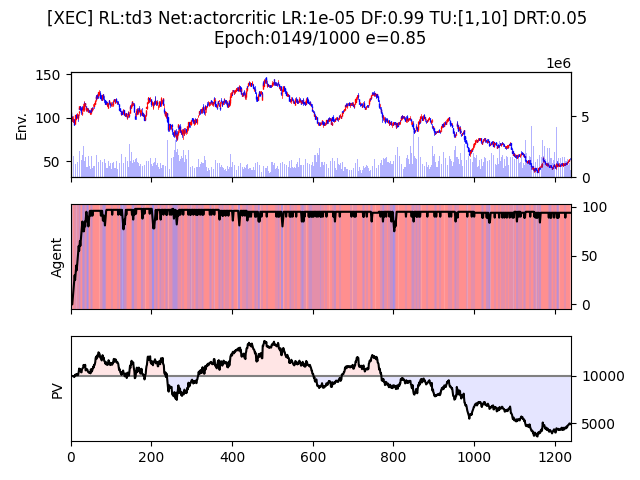 [XEC] RL:td3 Net:actorcritic LR:1e-05 DF:0.99 TU:[1,10] DRT:0.05
Epoch:0149/1000 e=0.85
1e6
150
100
50
Env.
5
0
Agent
100
50
0
PV
10000
5000
0 200 400 600 800 1000 1200